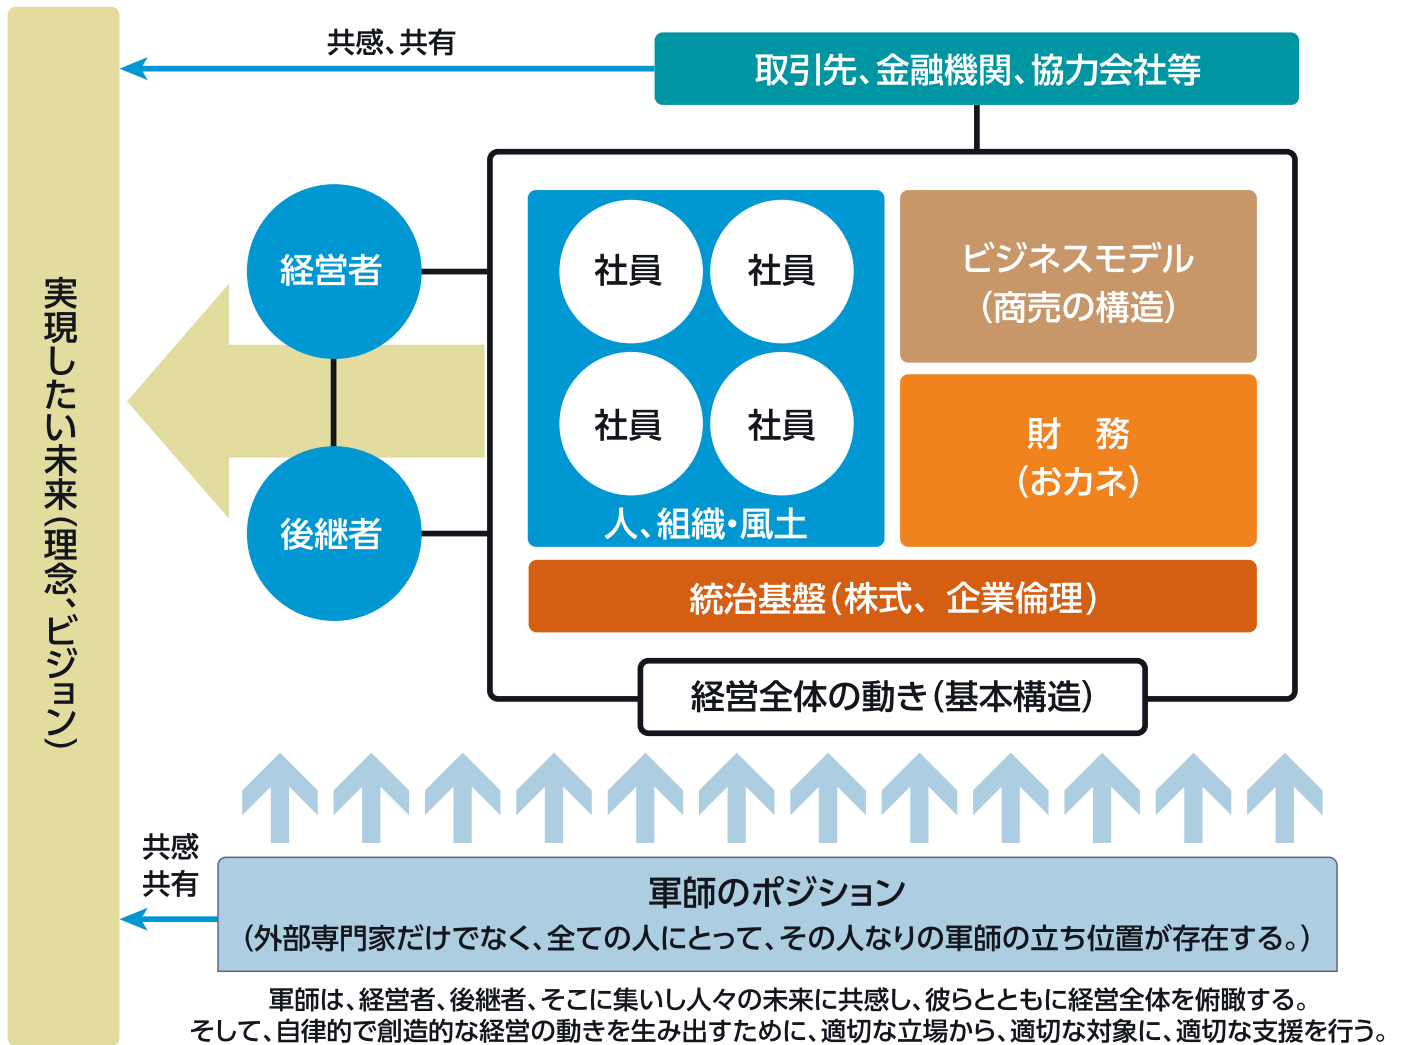 共感、共有
取引先、金融機関、協力会社等
実現したい未来（理念、ビジョン）
経営者
後継者
社員
社員
社員
社員
人、組織・風土
ビジネスモデル
（商売の構造）
財　務
（おカネ）
統治基盤（株式、企業倫理）
経営全体の動き（基本構造）
共感
共有
軍師のポジション
（外部専門家だけでなく、全ての人にとって、その人なりの軍師の立ち位置が存在する。）
軍師は、経営者、後継者、そこに集いし人々の未来に共感し、彼らとともに経営全体を俯瞰する。
そして、自律的で創造的な経営の動きを生み出すために、適切な立場から、適切な対象に、適切な支援を行う。